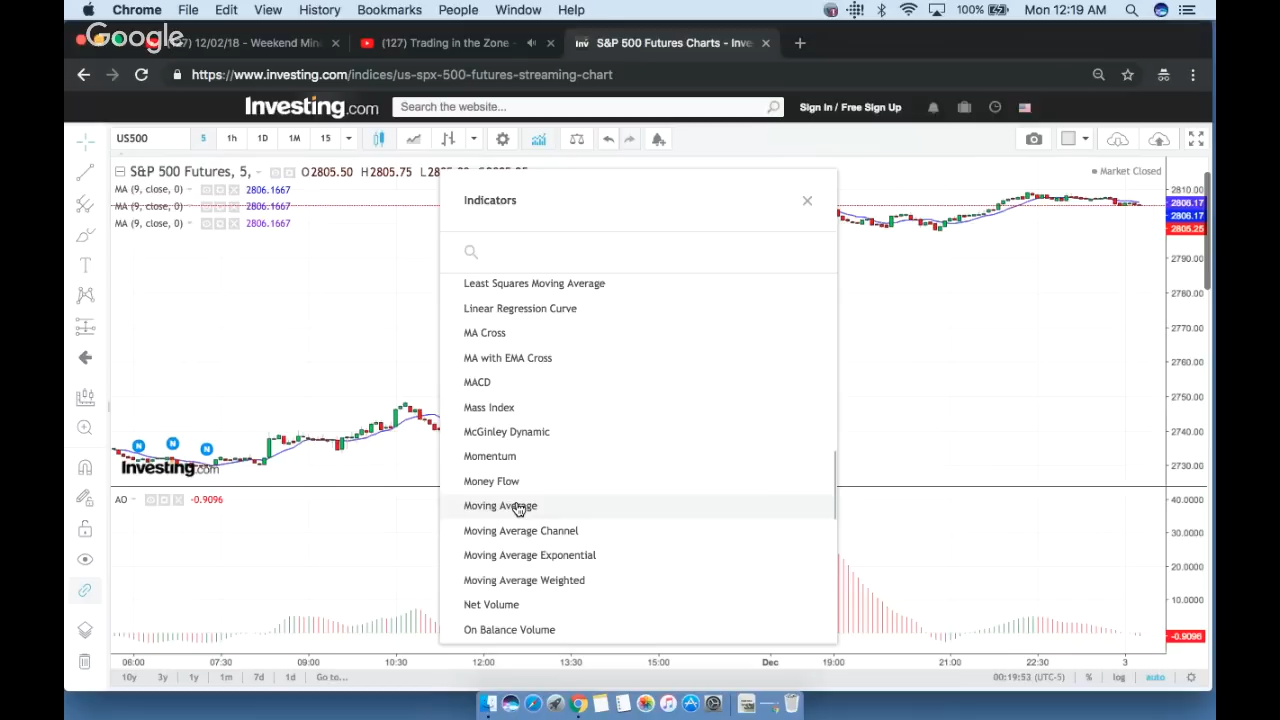 Chrome File Edit View History Bookmarks People Window Help 100% Mon 12:19 AM
Google
(127) 12/02/18 - Weekend Min (127) Trading in the Zone - S&P 500 Futures Charts - Inve
https://www.investing.com/indices/us-spx-500-futures-streaming-chart
Investing.com Search the website... Sign In / Free Sign Up
US500 5 1h 1D 1M 15
S&P 500 Futures, 5, O2805.50 H2805.75 Market Closed
MA (9, close, 0) 2806.1667
MA (9, close, 0) 2806.1667
MA (9, close, 0) 2806.1667
Indicators
Least Squares Moving Average
Linear Regression Curve
MA Cross
MA with EMA Cross
MACD
Mass Index
McGinley Dynamic
Momentum
Money Flow
Moving Average
Moving Average Channel
Moving Average Exponential
Moving Average Weighted
Net Volume
On Balance Volume
2810.00
2806.17
2806.17
2805.25
2790.00
2780.00
2770.00
2760.00
2750.00
2740.00
2730.00
N N N
Investing.com
AO -0.9096
40.0000
30.0000
20.0000
10.0000
-0.9096
06:00 07:30 09:00 10:30 12:00 13:30 15:00 Dec 19:00 21:00 22:30 3
10y 3y 1y 1m 7d 1d Go to... 00:19:53 (UTC-5) % log auto